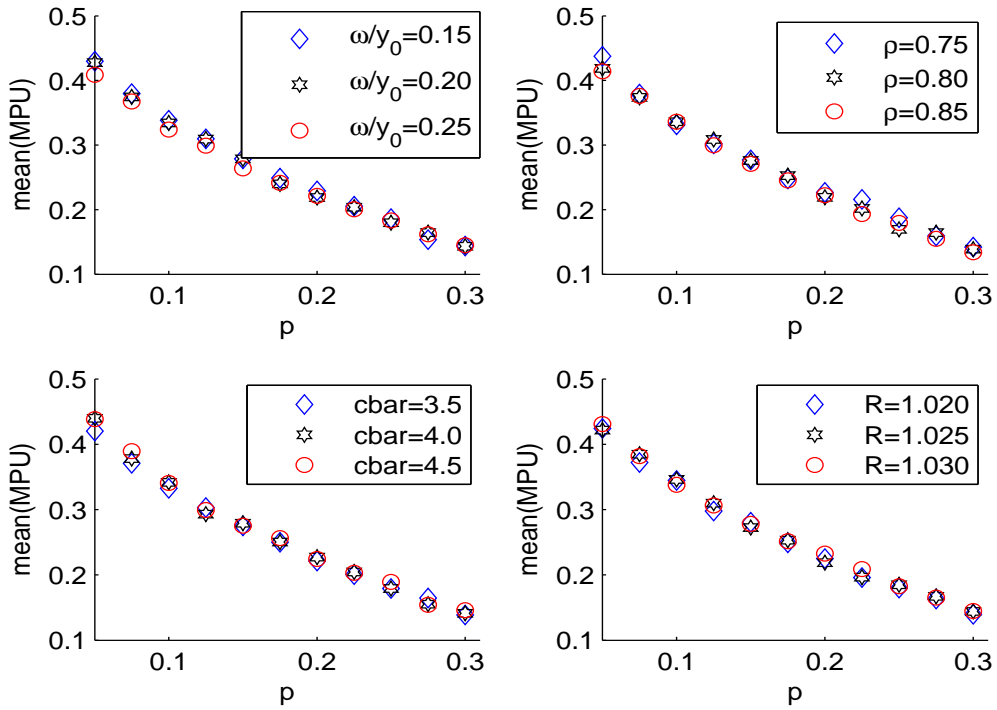 0.5
0.4
0.3
0.2
0.1
mean(MPU)
0.1
0.2
0.3
p
ω/y₀=0.15
ω/y₀=0.20
ω/y₀=0.25
0.5
0.4
0.3
0.2
0.1
mean(MPU)
0.1
0.2
0.3
p
ρ=0.75
ρ=0.80
ρ=0.85
0.5
0.4
0.3
0.2
0.1
mean(MPU)
0.1
0.2
0.3
p
cbar=3.5
cbar=4.0
cbar=4.5
0.5
0.4
0.3
0.2
0.1
mean(MPU)
0.1
0.2
0.3
p
R=1.020
R=1.025
R=1.030